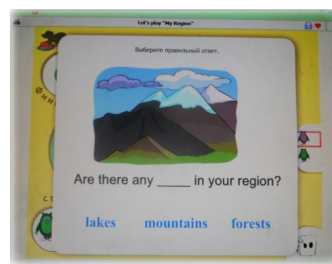 Let's play "My Region"
Выберите правильный ответ.
Are there any _____ in your region?
lakes mountains forests